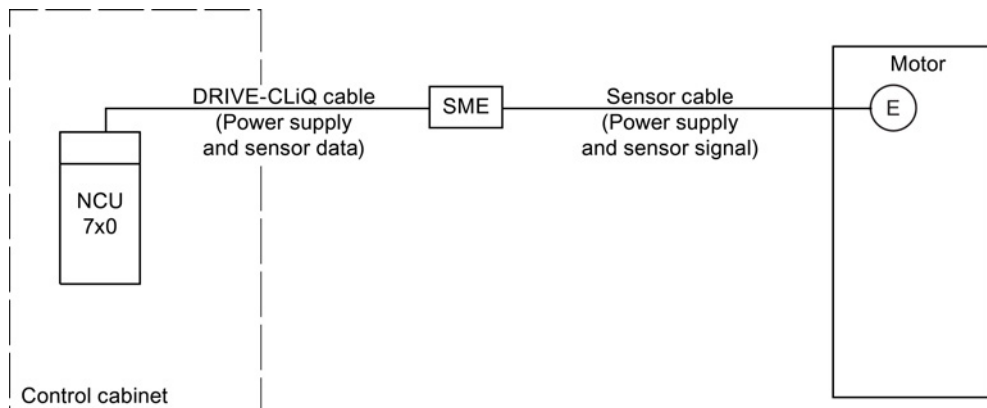 Motor
DRIVE-CLiQ cable
(Power supply
and sensor data)
SME
Sensor cable
(Power supply
and sensor signal)
E
NCU
7x0
Control cabinet